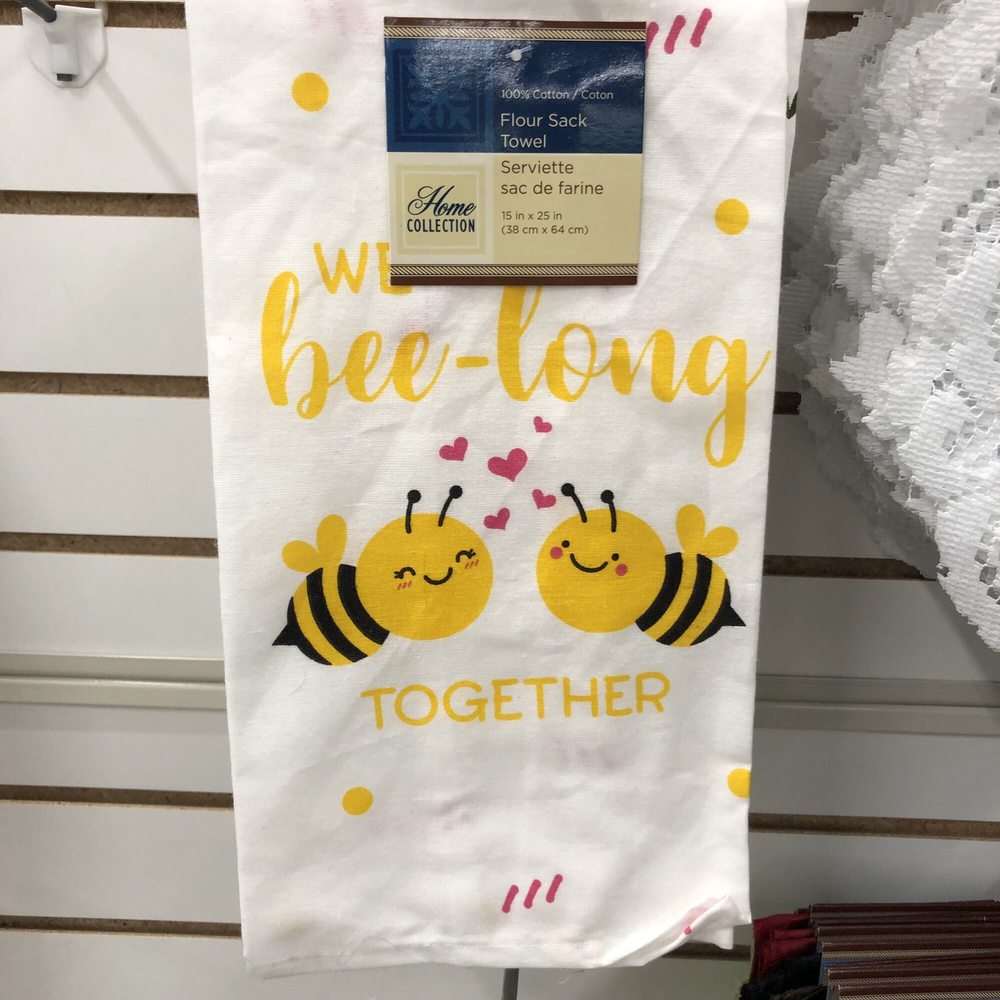 100% Cotton / Coton
Flour Sack
Towel
Serviette
sac de farine
15 in x 25 in
(38 cm x 64 cm)
Home
COLLECTION
WE
bee-long
TOGETHER